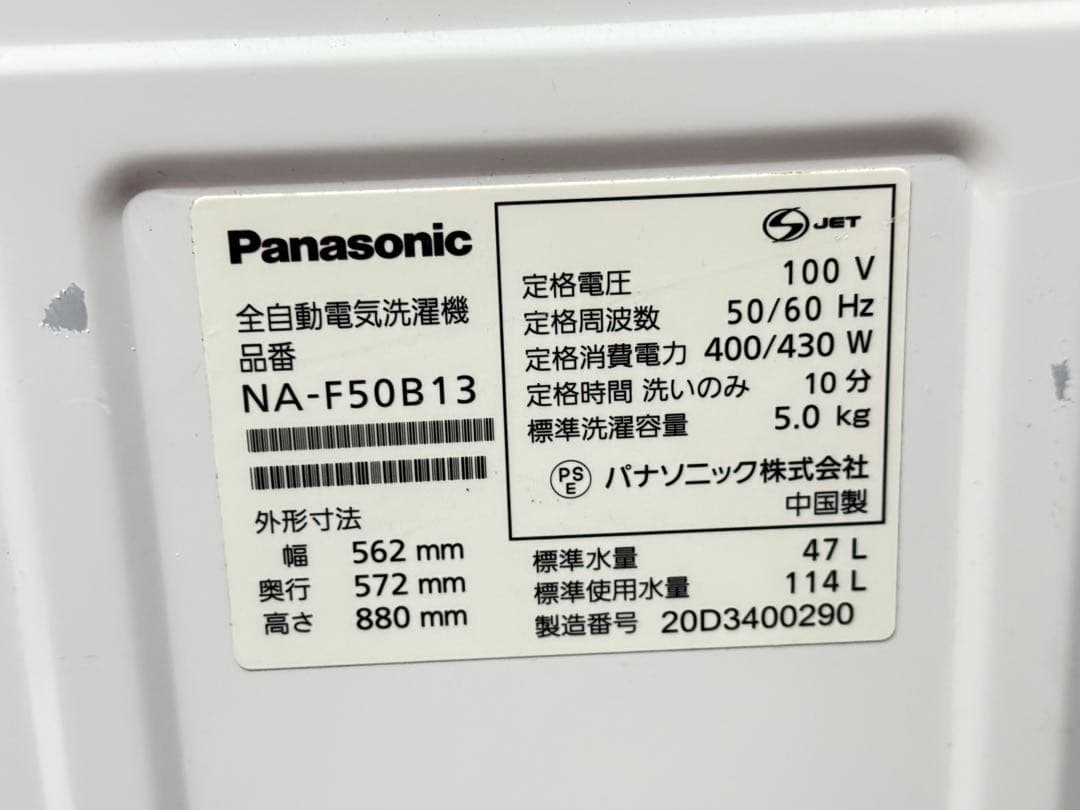 Panasonic
全自動電気洗濯機
品番
NA-F50B13
外形寸法
幅 562 mm
奥行 572 mm
高さ 880 mm
S JET
定格電圧 100 V
定格周波数 50/60 Hz
定格消費電力 400/430 W
定格時間 洗いのみ 10 分
標準洗濯容量 5.0 kg
PS
E パナソニック株式会社
中国製
標準水量 47 L
標準使用水量 114 L
製造番号 20D3400290